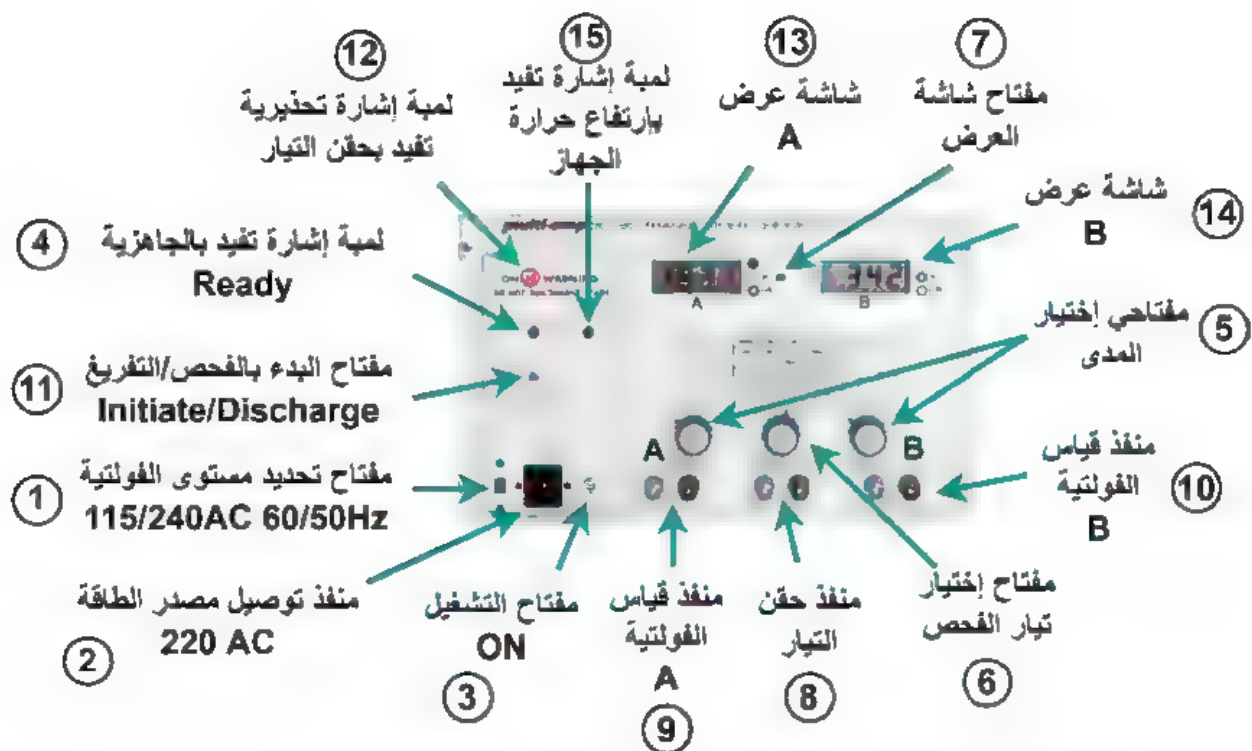 12
لمبة إشارة تحذيرية
تفيد بحقن التيار
15
لمبة إشارة تفيد
بإرتفاع حرارة
الجهاز
13
شاشة عرض
A
7
مفتاح شاشة
العرض
14
شاشة عرض
B
4
لمبة إشارة تفيد بالجاهزية
Ready
5
مفتاحي إختيار
المدى
11
مفتاح البدء بالفحص/التفريغ
Initiate/Discharge
A
B
A
B
1
مفتاح تحديد مستوى الفولتية
115/240AC 60/50Hz
10
منفذ قياس
الفولتية
B
2
منفذ توصيل مصدر الطاقة
220 AC
3
مفتاح التشغيل
ON
9
منفذ قياس
الفولتية
A
8
منفذ حقن
التيار
6
مفتاح إختيار
تيار الفحص